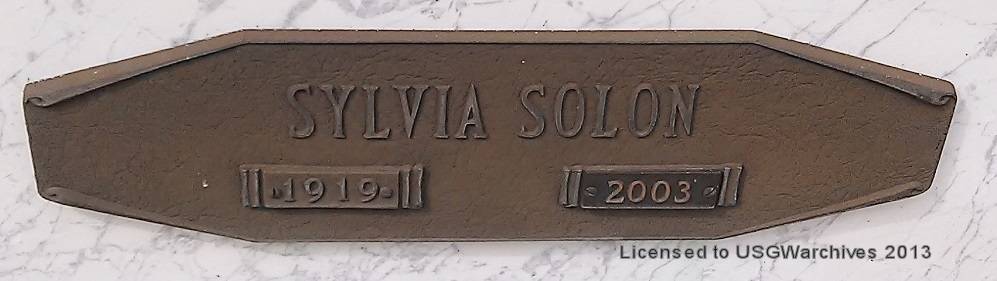 SYLVIA SOLON
1919 2003
Licensed to USGWarchives 2013